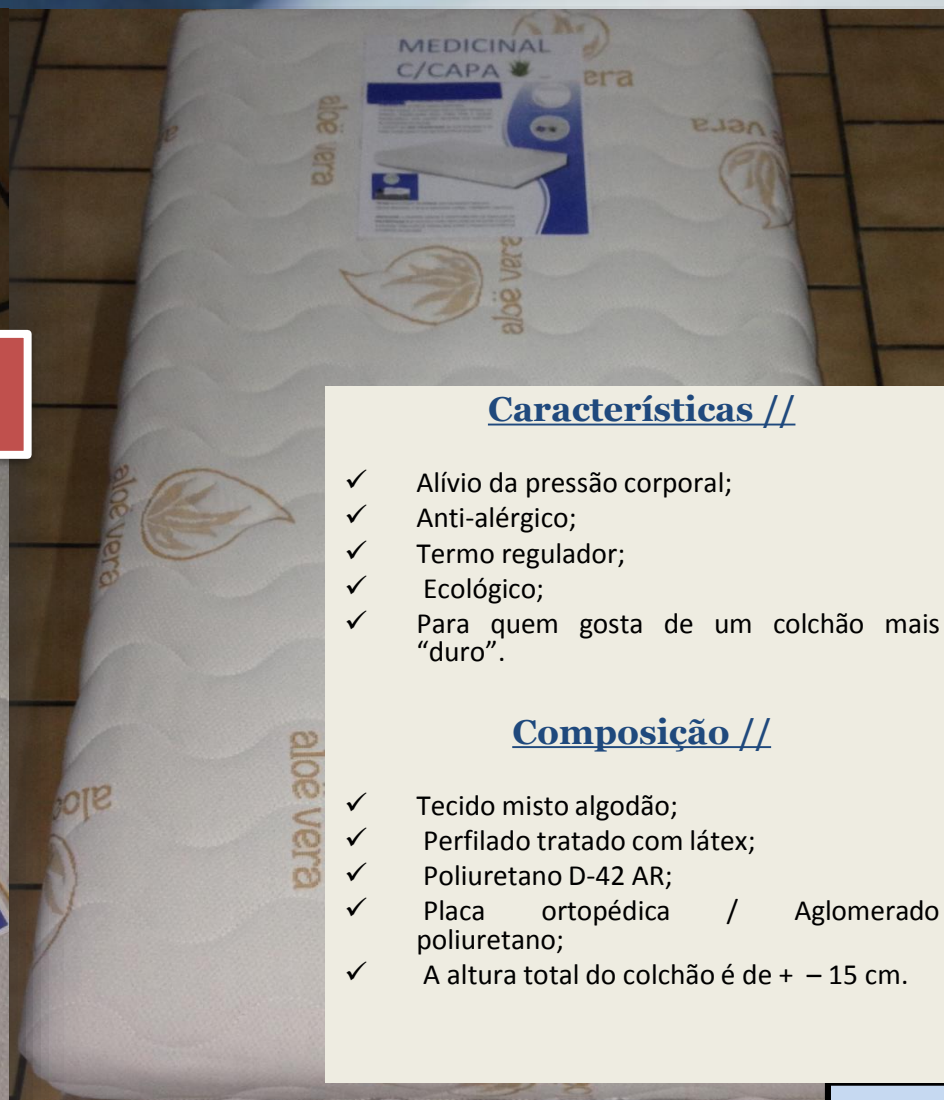 MEDICINAL
C/CAPA
era
aloë vera
vera
aloë vera
aloë vera
aloë vera
aloë
Características //
✓ Alívio da pressão corporal;
✓ Anti-alérgico;
✓ Termo regulador;
✓ Ecológico;
✓ Para quem gosta de um colchão mais
“duro”.
Composição //
✓ Tecido misto algodão;
✓ Perfilado tratado com látex;
✓ Poliuretano D-42 AR;
✓ Placa ortopédica / Aglomerado
poliuretano;
✓ A altura total do colchão é de + – 15 cm.